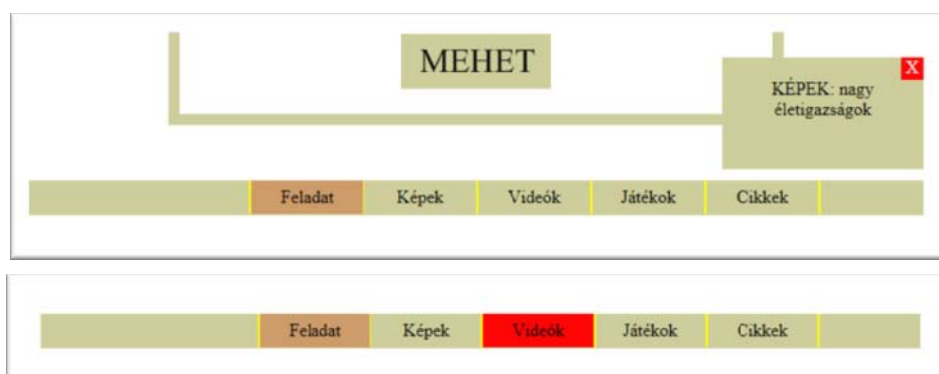 MEHET
X
KÉPEK: nagy
életigazságok
Feladat Képek Videók Játékok Cikkek
Feladat Képek Videók Játékok Cikkek